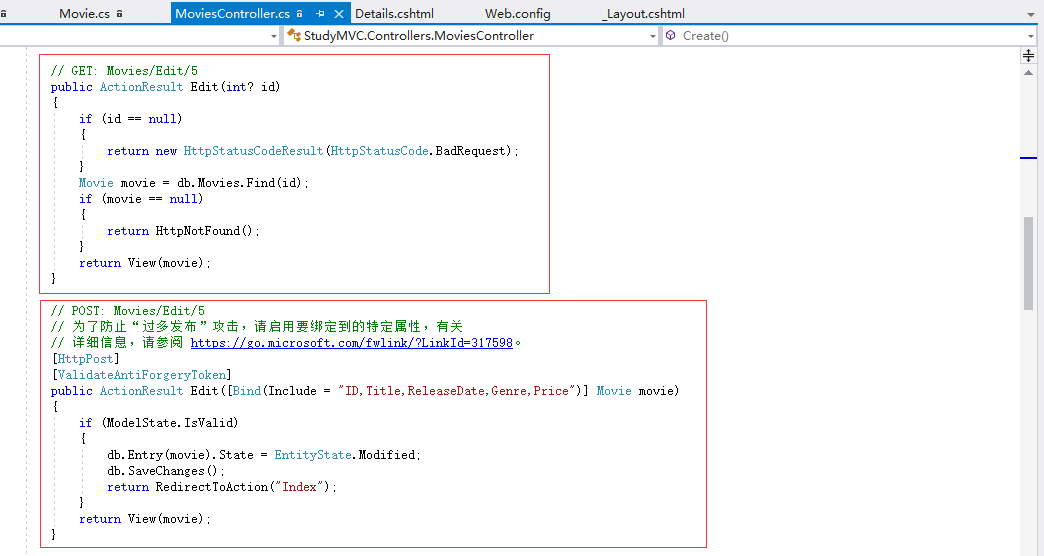 Movie.cs
MoviesController.cs
Details.cshtml
Web.config
_Layout.cshtml
StudyMVC.Controllers.MoviesController
Create()
// GET: Movies/Edit/5
public ActionResult Edit(int? id)
{
    if (id == null)
    {
        return new HttpStatusCodeResult(HttpStatusCode.BadRequest);
    }
    Movie movie = db.Movies.Find(id);
    if (movie == null)
    {
        return HttpNotFound();
    }
    return View(movie);
}
// POST: Movies/Edit/5
// 为了防止“过多发布”攻击，请启用要绑定到的特定属性，有关
// 详细信息，请参阅 https://go.microsoft.com/fwlink/?LinkId=317598。
[HttpPost]
[ValidateAntiForgeryToken]
public ActionResult Edit([Bind(Include = "ID,Title,ReleaseDate,Genre,Price")] Movie movie)
{
    if (ModelState.IsValid)
    {
        db.Entry(movie).State = EntityState.Modified;
        db.SaveChanges();
        return RedirectToAction("Index");
    }
    return View(movie);
}